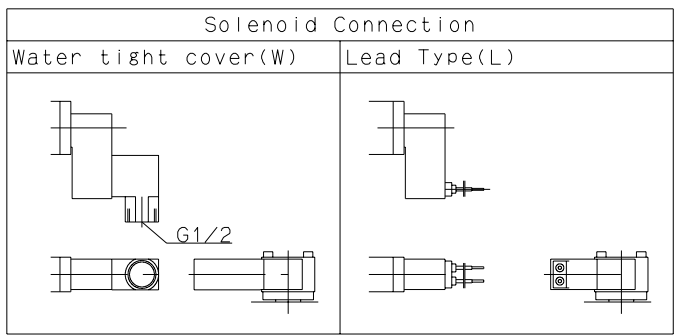 Solenoid Connection
Water tight cover(W)
Lead Type(L)
G1/2